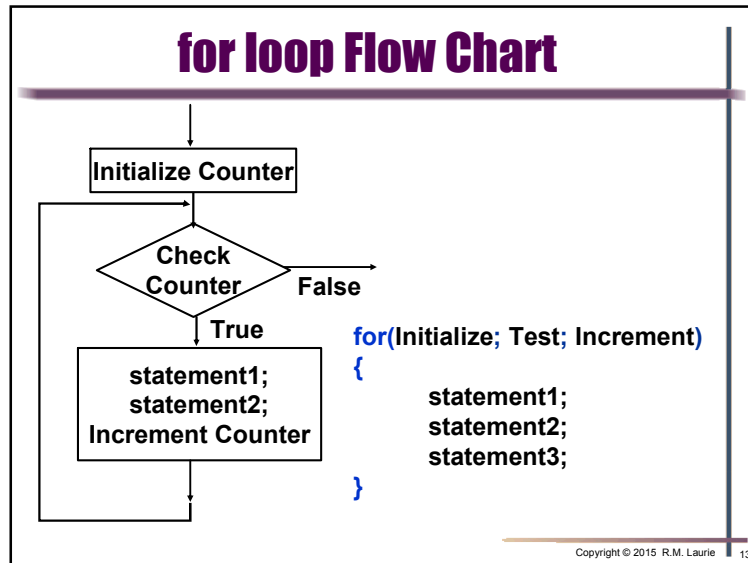 for loop Flow Chart
Initialize Counter
Check
Counter
False
True
statement1;
statement2;
Increment Counter
for(Initialize; Test; Increment)
{
statement1;
statement2;
statement3;
}
Copyright © 2015 R.M. Laurie
13